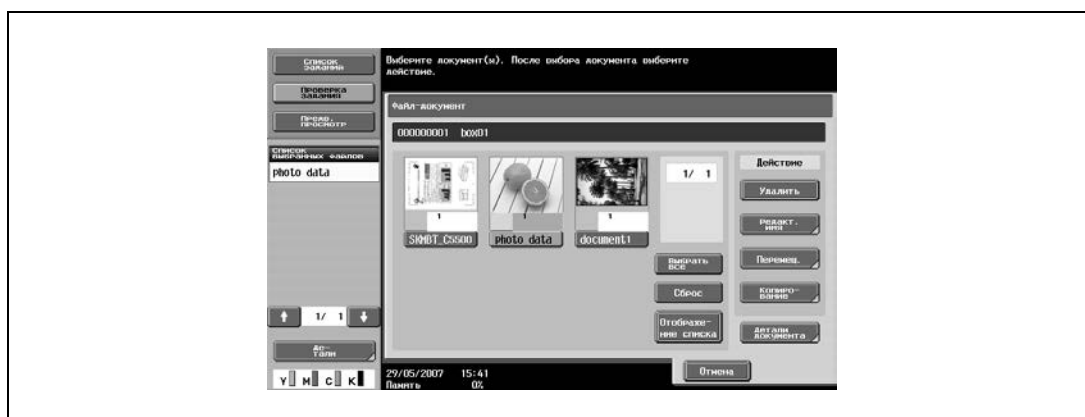 Список
задания
Проверка
задания
Пред.
просмотр
Список
выбранных файлов
photo data
1/ 1
Де-
тали
Y M C K
Выберите документ(ы). После выбора документа выберите
действие.
Файл-документ
000000001 box01
1
SKMBT_C5500
1
photo data
1
document1
1/ 1
Выбрать
все
Сброс
Отображе-
ние списка
Действие
Удалить
Редакт.
имя
Перемещ.
Копиро-
вание
Детали
документа
Отмена
29/05/2007 15:41
Память 0%